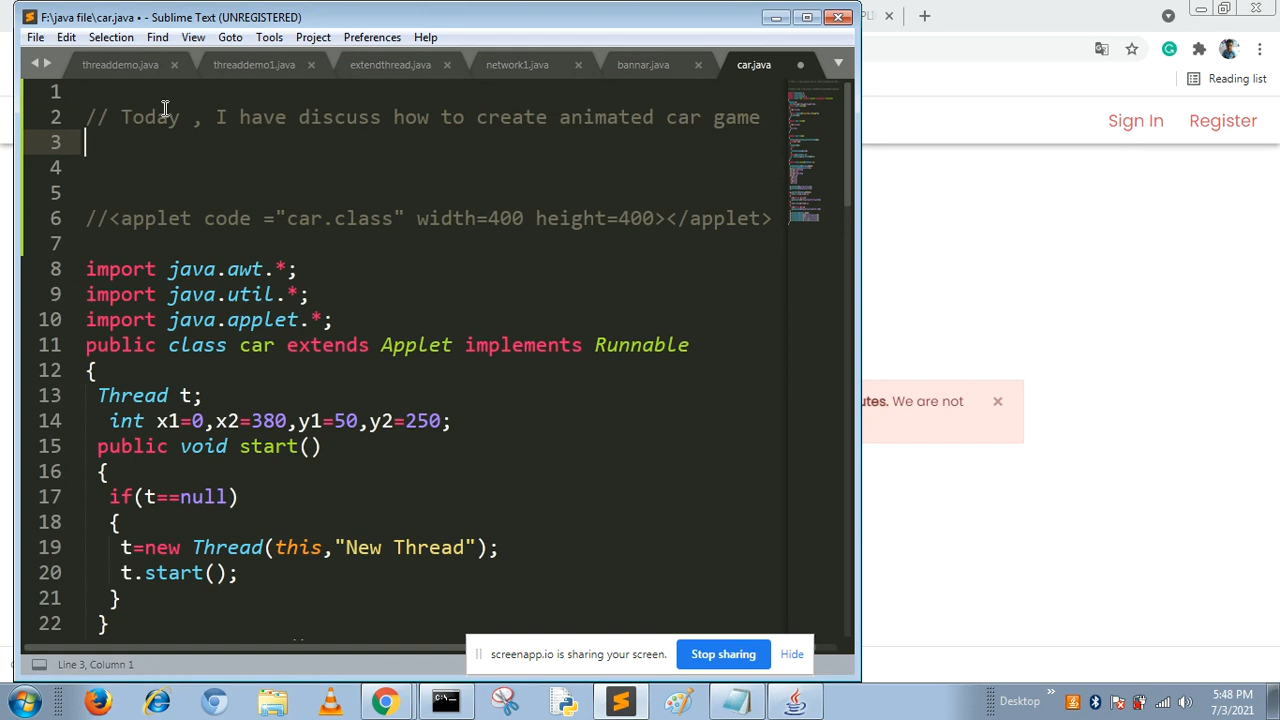 F:\java file\car.java • - Sublime Text (UNREGISTERED)
File Edit Selection Find View Goto Tools Project Preferences Help
threaddemo.java threaddemo1.java extendthread.java network1.java bannar.java car.java
1
2 Today , I have discuss how to create animated car game
3
4
5
6 <applet code ="car.class" width=400 height=400></applet>
7
8 import java.awt.*;
9 import java.util.*;
10 import java.applet.*;
11 public class car extends Applet implements Runnable
12 {
13 Thread t;
14 int x1=0,x2=380,y1=50,y2=250;
15 public void start()
16 {
17 if(t==null)
18 {
19 t=new Thread(this,"New Thread");
20 t.start();
21 }
22 }
Line 3, Column 1
screenapp.io is sharing your screen. Stop sharing Hide
Reading list
Sign In Register
utes. We are not
Desktop
5:48 PM
7/3/2021